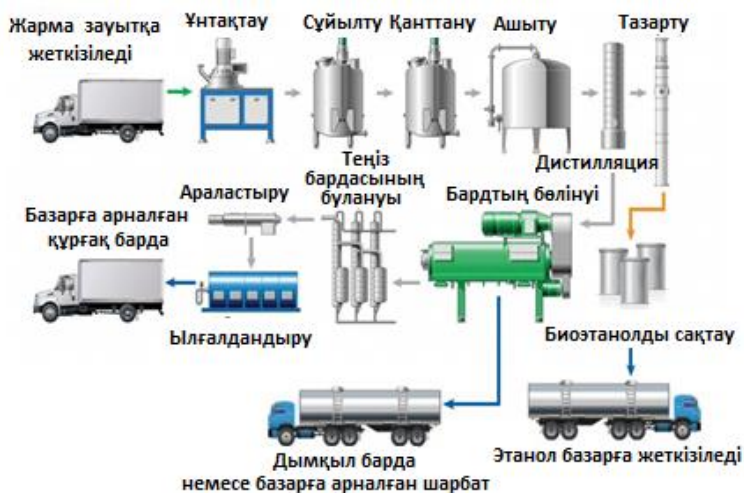 Жарма зауытқа
жеткізіледі
Ұнтақтау
Сұйылту
Қанттану
Ашыту
Тазарту
Дистилляция
Теңіз
бардасының
булануы
Бардтың бөлінуі
Араластыру
Базарға арналған
құрғақ барда
Ылғалдандыру
Биоэтанолды сақтау
Дымқыл барда
немесе базарға арналған шарбат
Этанол базарға жеткізіледі